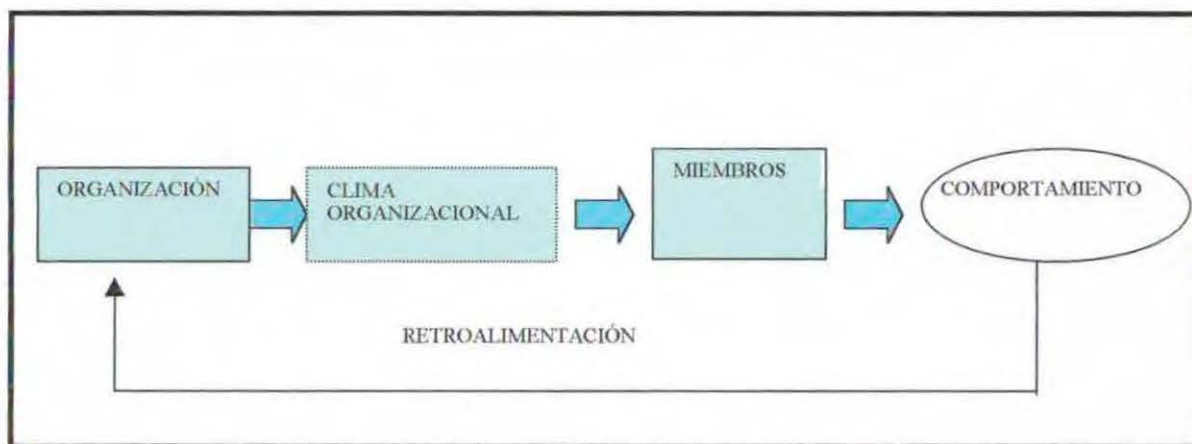 ORGANIZACIÓN
CLIMA
ORGANIZACIONAL
MIEMBROS
COMPORTAMIENTO
RETROALIMENTACIÓN